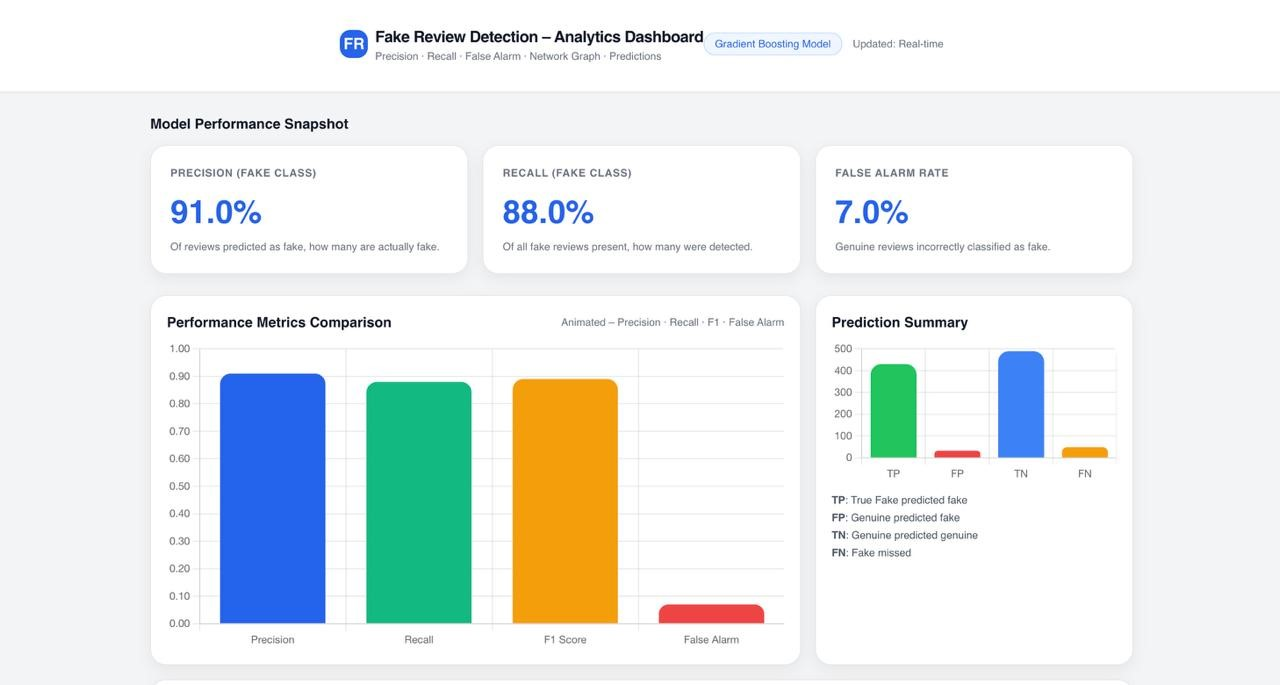 FR
Fake Review Detection – Analytics Dashboard
Precision · Recall · False Alarm · Network Graph · Predictions
Gradient Boosting Model
Updated: Real-time
Model Performance Snapshot
PRECISION (FAKE CLASS)
91.0%
Of reviews predicted as fake, how many are actually fake.
RECALL (FAKE CLASS)
88.0%
Of all fake reviews present, how many were detected.
FALSE ALARM RATE
7.0%
Genuine reviews incorrectly classified as fake.
Performance Metrics Comparison
Animated – Precision · Recall · F1 · False Alarm
1.00
0.90
0.80
0.70
0.60
0.50
0.40
0.30
0.20
0.10
0.00
Precision
Recall
F1 Score
False Alarm
Prediction Summary
500
400
300
200
100
0
TP
FP
TN
FN
TP: True Fake predicted fake
FP: Genuine predicted fake
TN: Genuine predicted genuine
FN: Fake missed